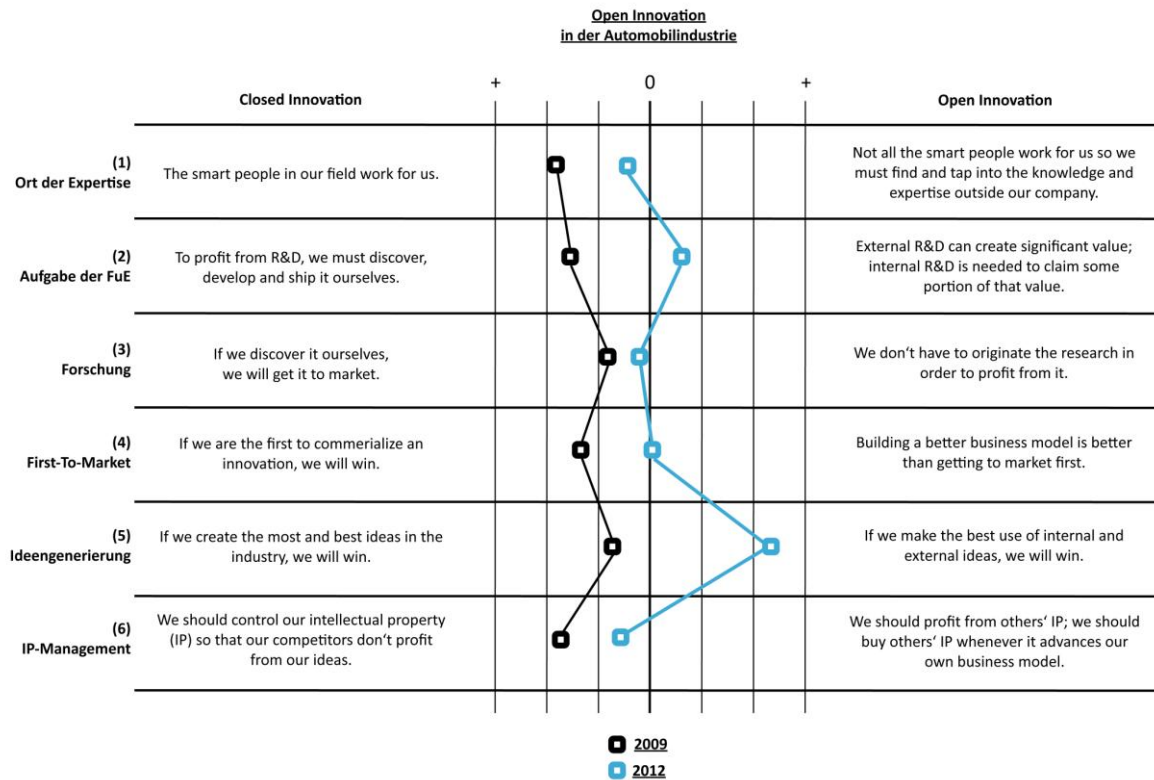 Open Innovation
in der Automobilindustrie
+ 0 +
Closed Innovation
Open Innovation
(1)
Ort der Expertise
The smart people in our field work for us.
Not all the smart people work for us so we
must find and tap into the knowledge and
expertise outside our company.
(2)
Aufgabe der FuE
To profit from R&D, we must discover,
develop and ship it ourselves.
External R&D can create significant value;
internal R&D is needed to claim some
portion of that value.
(3)
Forschung
If we discover it ourselves,
we will get it to market.
We don‘t have to originate the research in
order to profit from it.
(4)
First-To-Market
If we are the first to commerialize an
innovation, we will win.
Building a better business model is better
than getting to market first.
(5)
Ideengenerierung
If we create the most and best ideas in the
industry, we will win.
If we make the best use of internal and
external ideas, we will win.
(6)
IP-Management
We should control our intellectual property
(IP) so that our competitors don‘t profit
from our ideas.
We should profit from others‘ IP; we should
buy others‘ IP whenever it advances our
own business model.
2009
2012